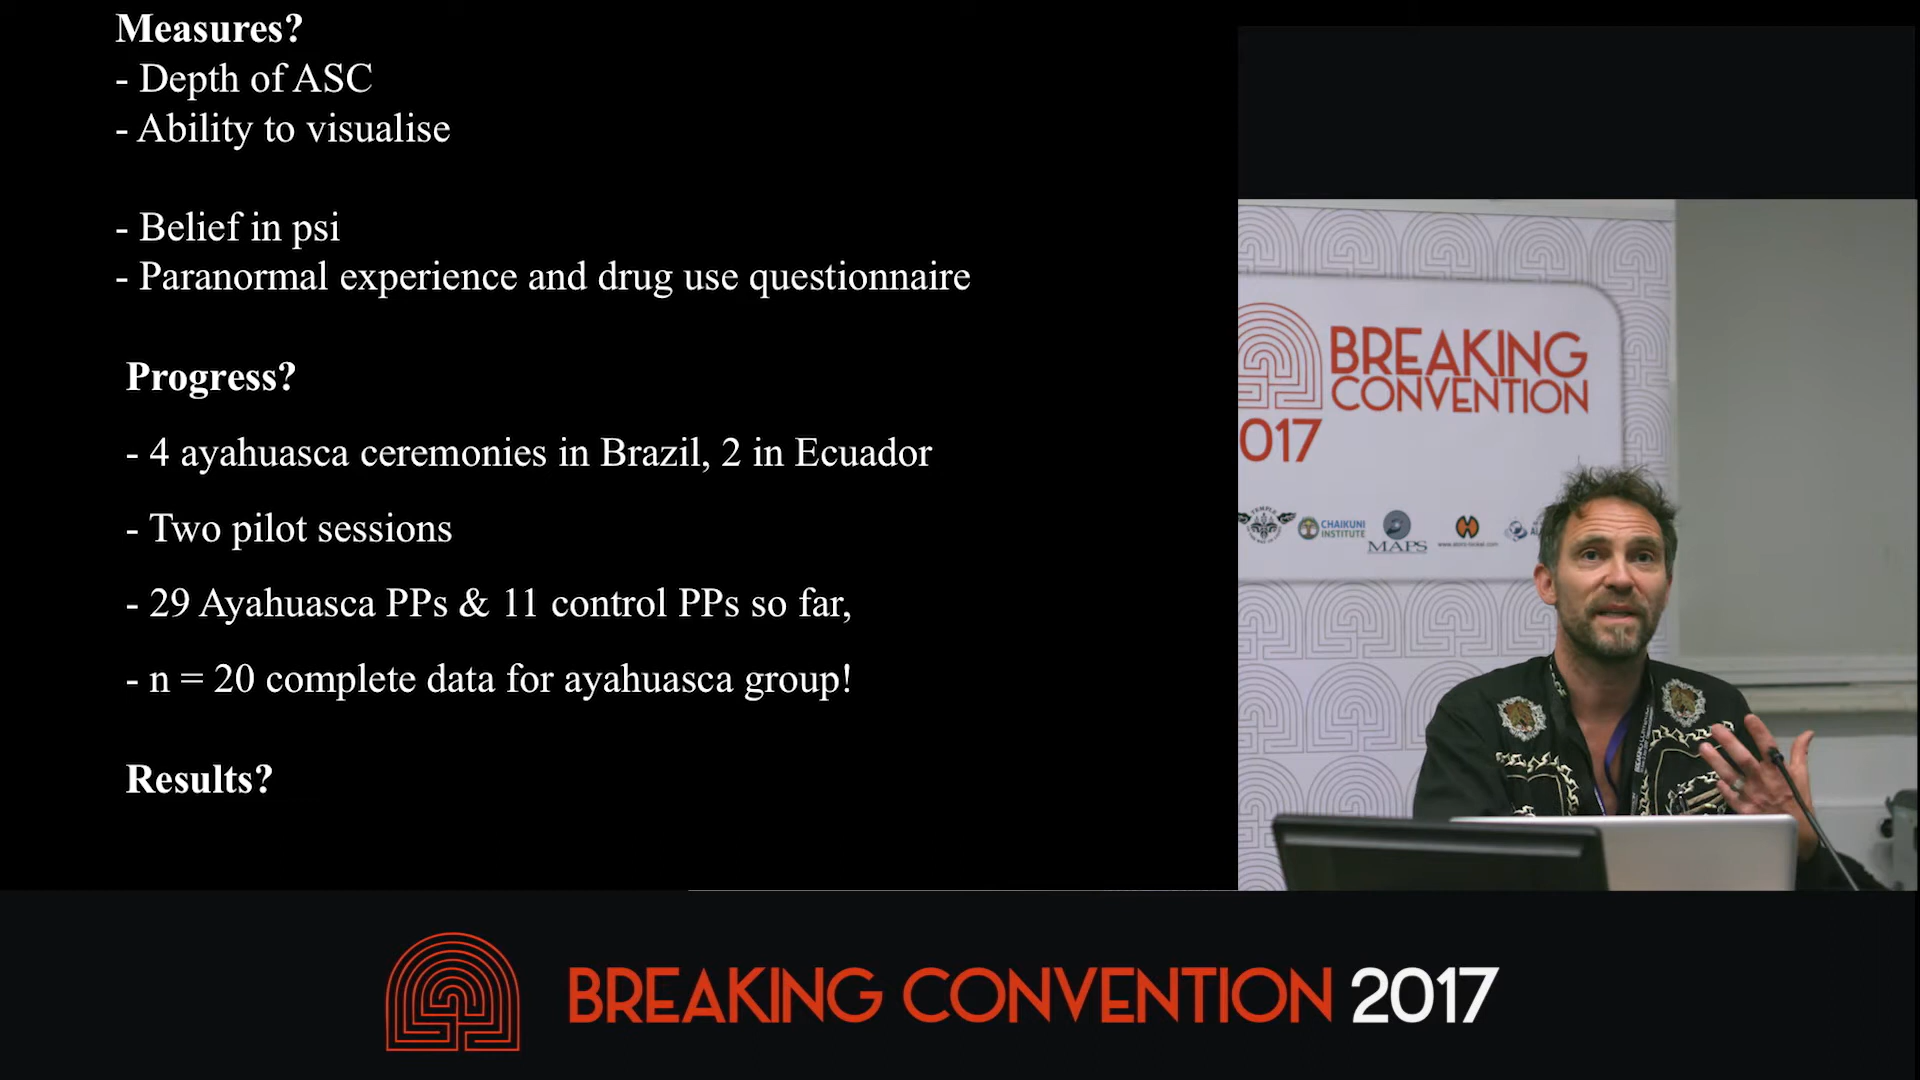 Measures?
- Depth of ASC
- Ability to visualise
- Belief in psi
- Paranormal experience and drug use questionnaire
Progress?
- 4 ayahuasca ceremonies in Brazil, 2 in Ecuador
- Two pilot sessions
- 29 Ayahuasca PPs & 11 control PPs so far,
- n = 20 complete data for ayahuasca group!
Results?
BREAKING
CONVENTION
017
TEMPLE
CHAIKUNI
INSTITUTE
MAPS
BREAKING CONVENTION 2017